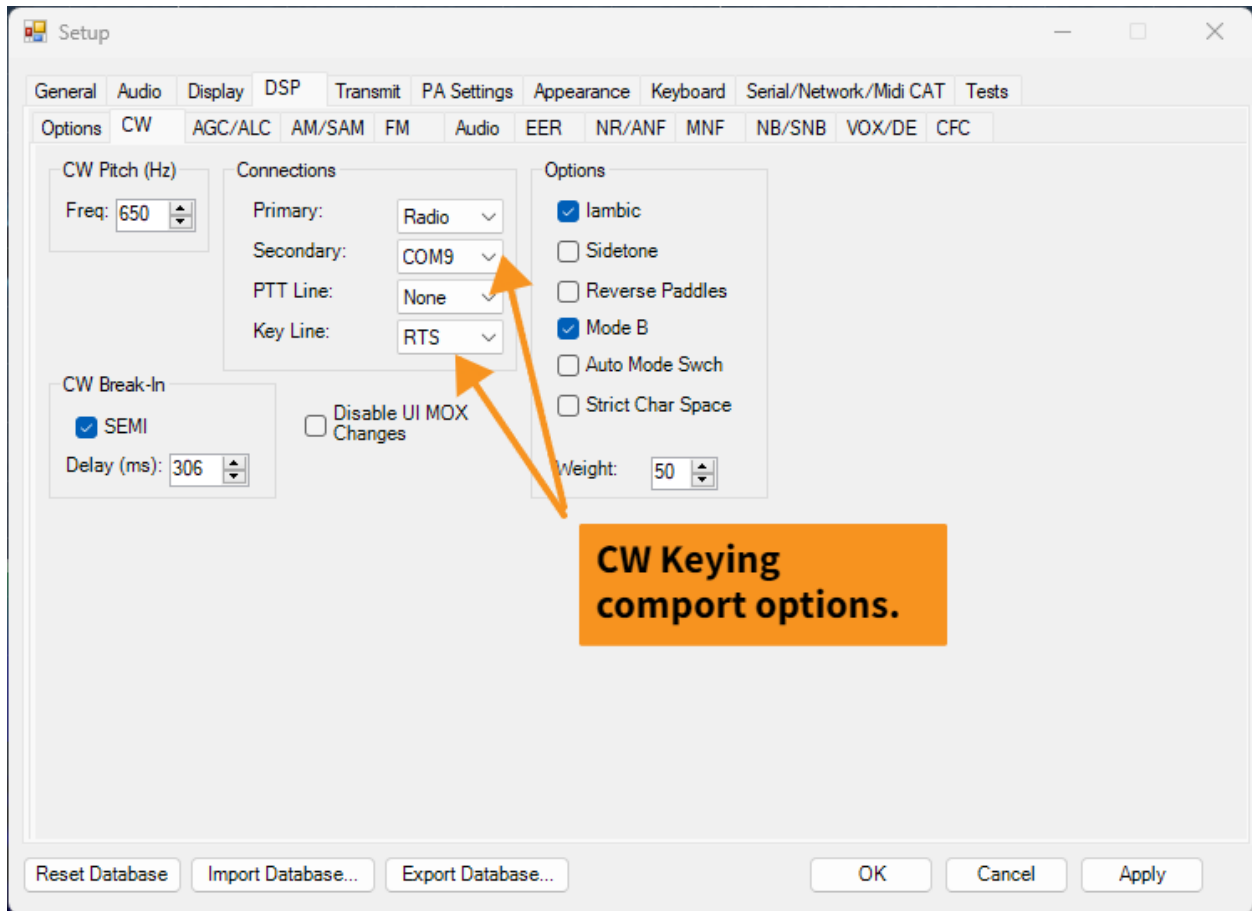 Setup
General Audio Display DSP Transmit PA Settings Appearance Keyboard Serial/Network/Midi CAT Tests
Options CW AGC/ALC AM/SAM FM Audio EER NR/ANF MNF NB/SNB VOX/DE CFC
CW Pitch (Hz)
Freq: 650
Connections
Primary: Radio
Secondary: COM9
PTT Line: None
Key Line: RTS
Options
Iambic
Sidetone
Reverse Paddles
Mode B
Auto Mode Swch
Strict Char Space
Weight: 50
CW Break-In
SEMI
Delay (ms): 306
Disable UI MOX
Changes
CW Keying
comport options.
Reset Database Import Database... Export Database... OK Cancel Apply